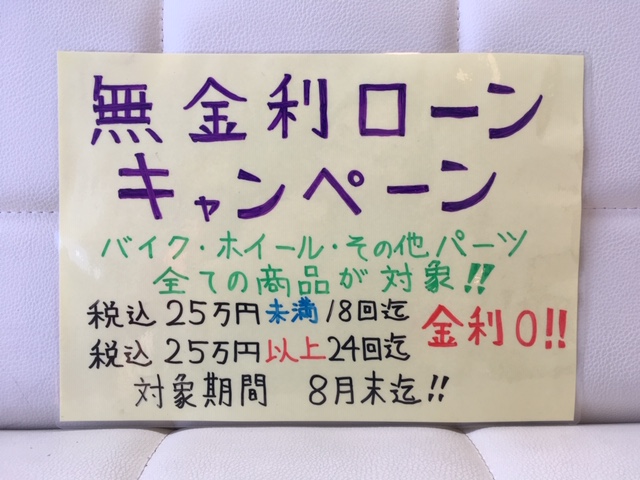 無金利ローン
キャンペーン
バイク・ホイール・その他パーツ
全ての商品が対象!!
税込25万円未満18回迄
税込25万円以上24回迄
金利0!!
対象期間 8月末迄!!